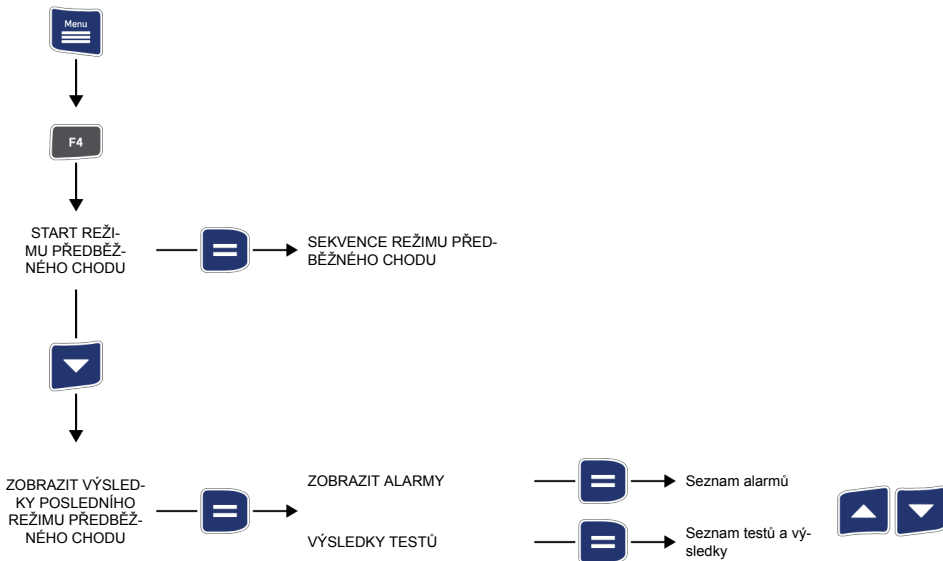 Menu
F4
START REŽI-
MU PŘEDBĚŽ-
NÉHO CHODU
SEKVENCE REŽIMU PŘED-
BĚŽNÉHO CHODU
ZOBRAZIT VÝSLED-
KY POSLEDNÍHO
REŽIMU PŘEDBĚŽ-
NÉHO CHODU
ZOBRAZIT ALARMY
Seznam alarmů
VÝSLEDKY TESTŮ
Seznam testů a vý-
sledky